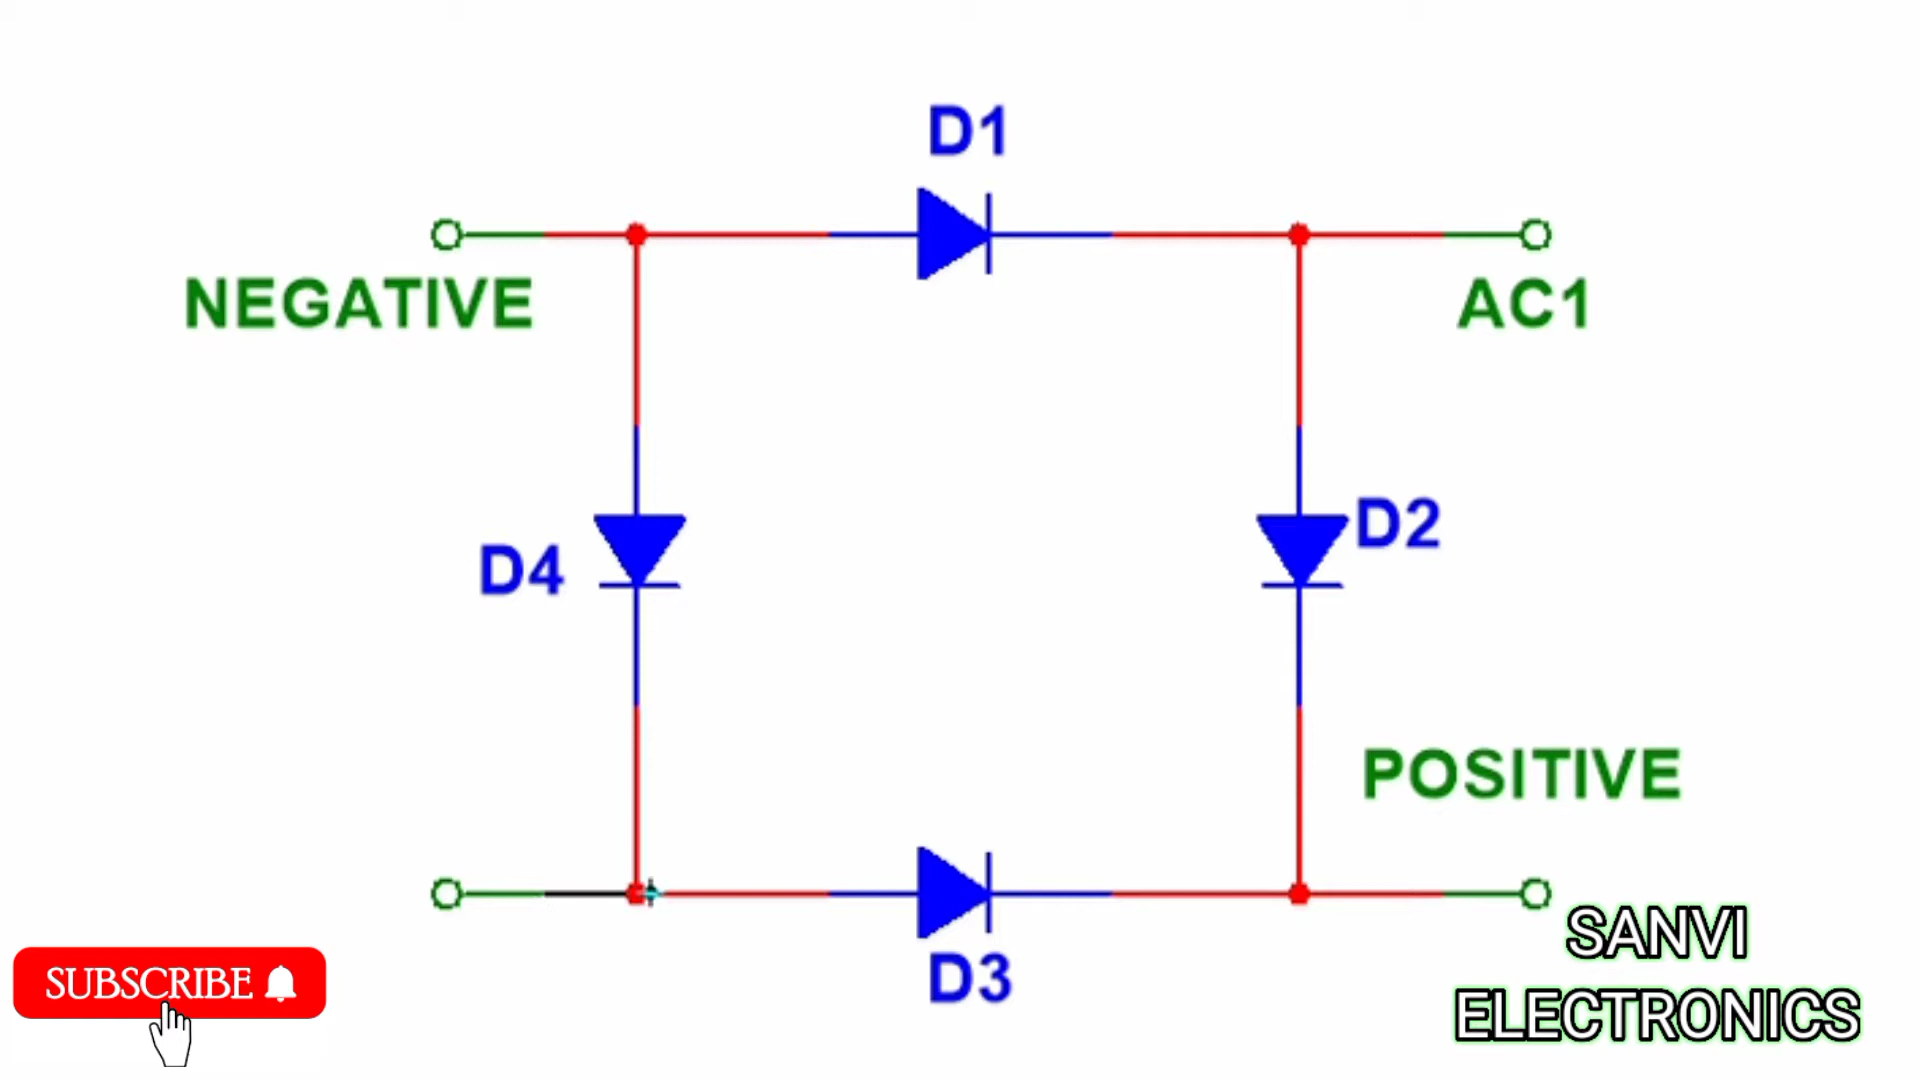 D1
NEGATIVE
AC1
D2
D4
POSITIVE
D3
SUBSCRIBE
SANVI
ELECTRONICS